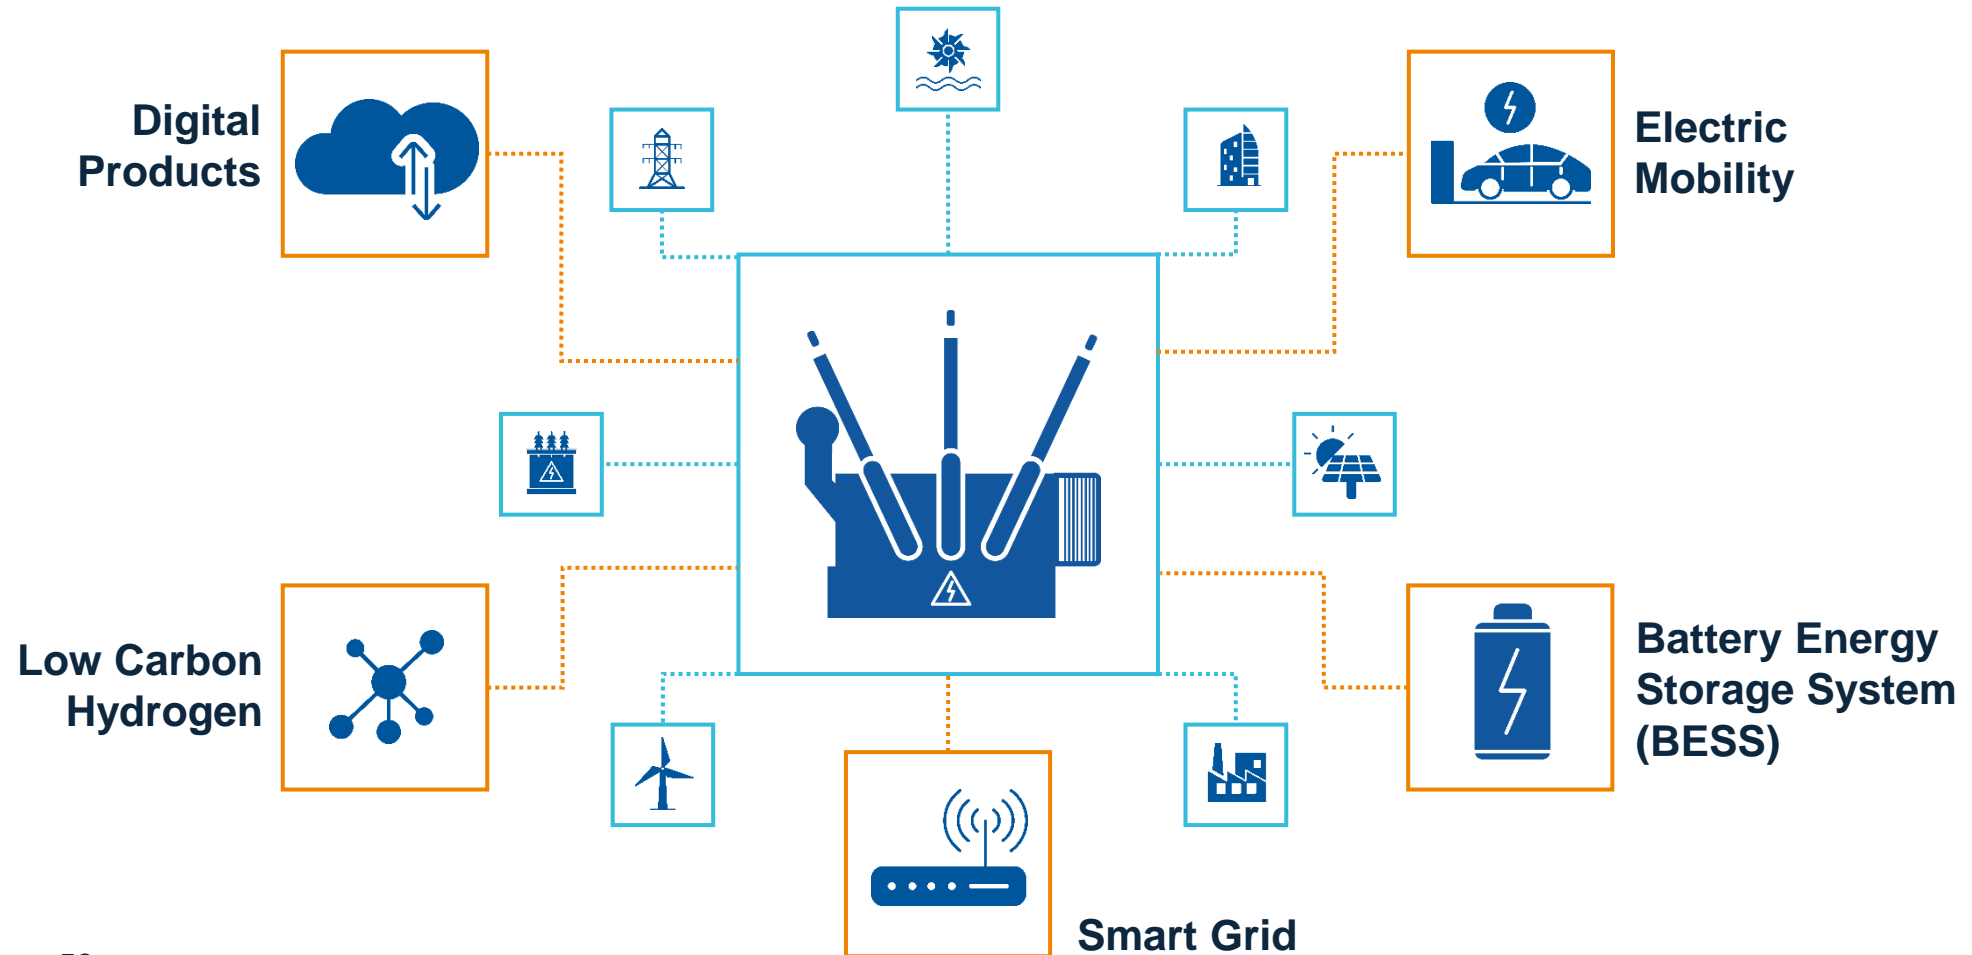 Digital
Products
Electric
Mobility
Low Carbon
Hydrogen
Battery Energy
Storage System
(BESS)
Smart Grid